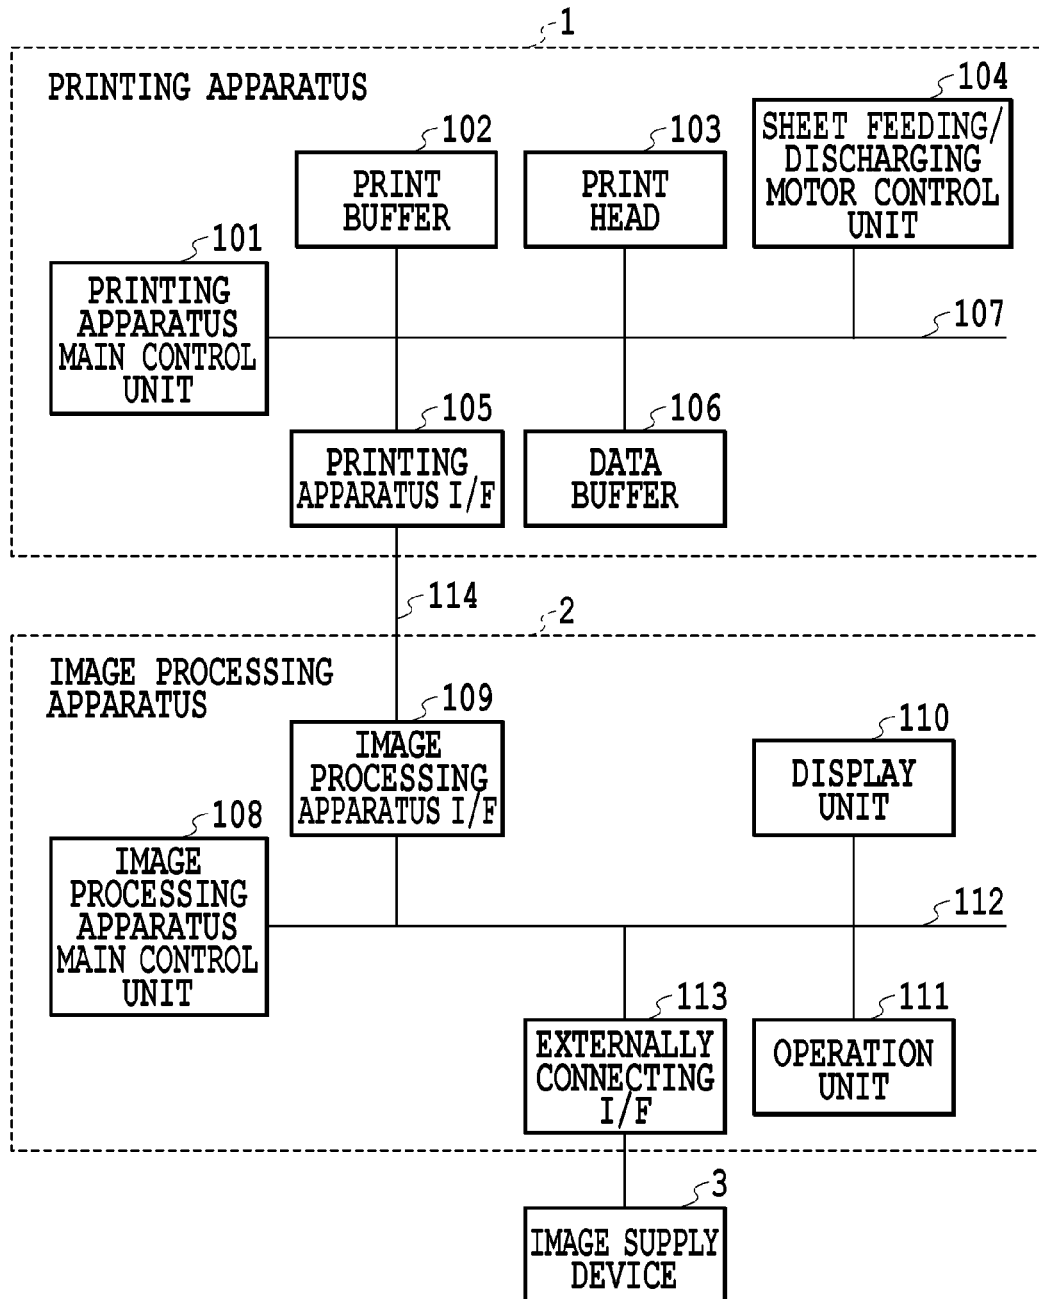 1
PRINTING APPARATUS
104
SHEET FEEDING/
DISCHARGING
MOTOR CONTROL
UNIT
102
PRINT
BUFFER
103
PRINT
HEAD
101
PRINTING
APPARATUS
MAIN CONTROL
UNIT
107
105
PRINTING
APPARATUS I/F
106
DATA
BUFFER
114
2
IMAGE PROCESSING
APPARATUS
109
IMAGE
PROCESSING
APPARATUS I/F
110
DISPLAY
UNIT
108
IMAGE
PROCESSING
APPARATUS
MAIN CONTROL
UNIT
112
113
EXTERNALLY
CONNECTING
I/F
111
OPERATION
UNIT
3
IMAGE SUPPLY
DEVICE